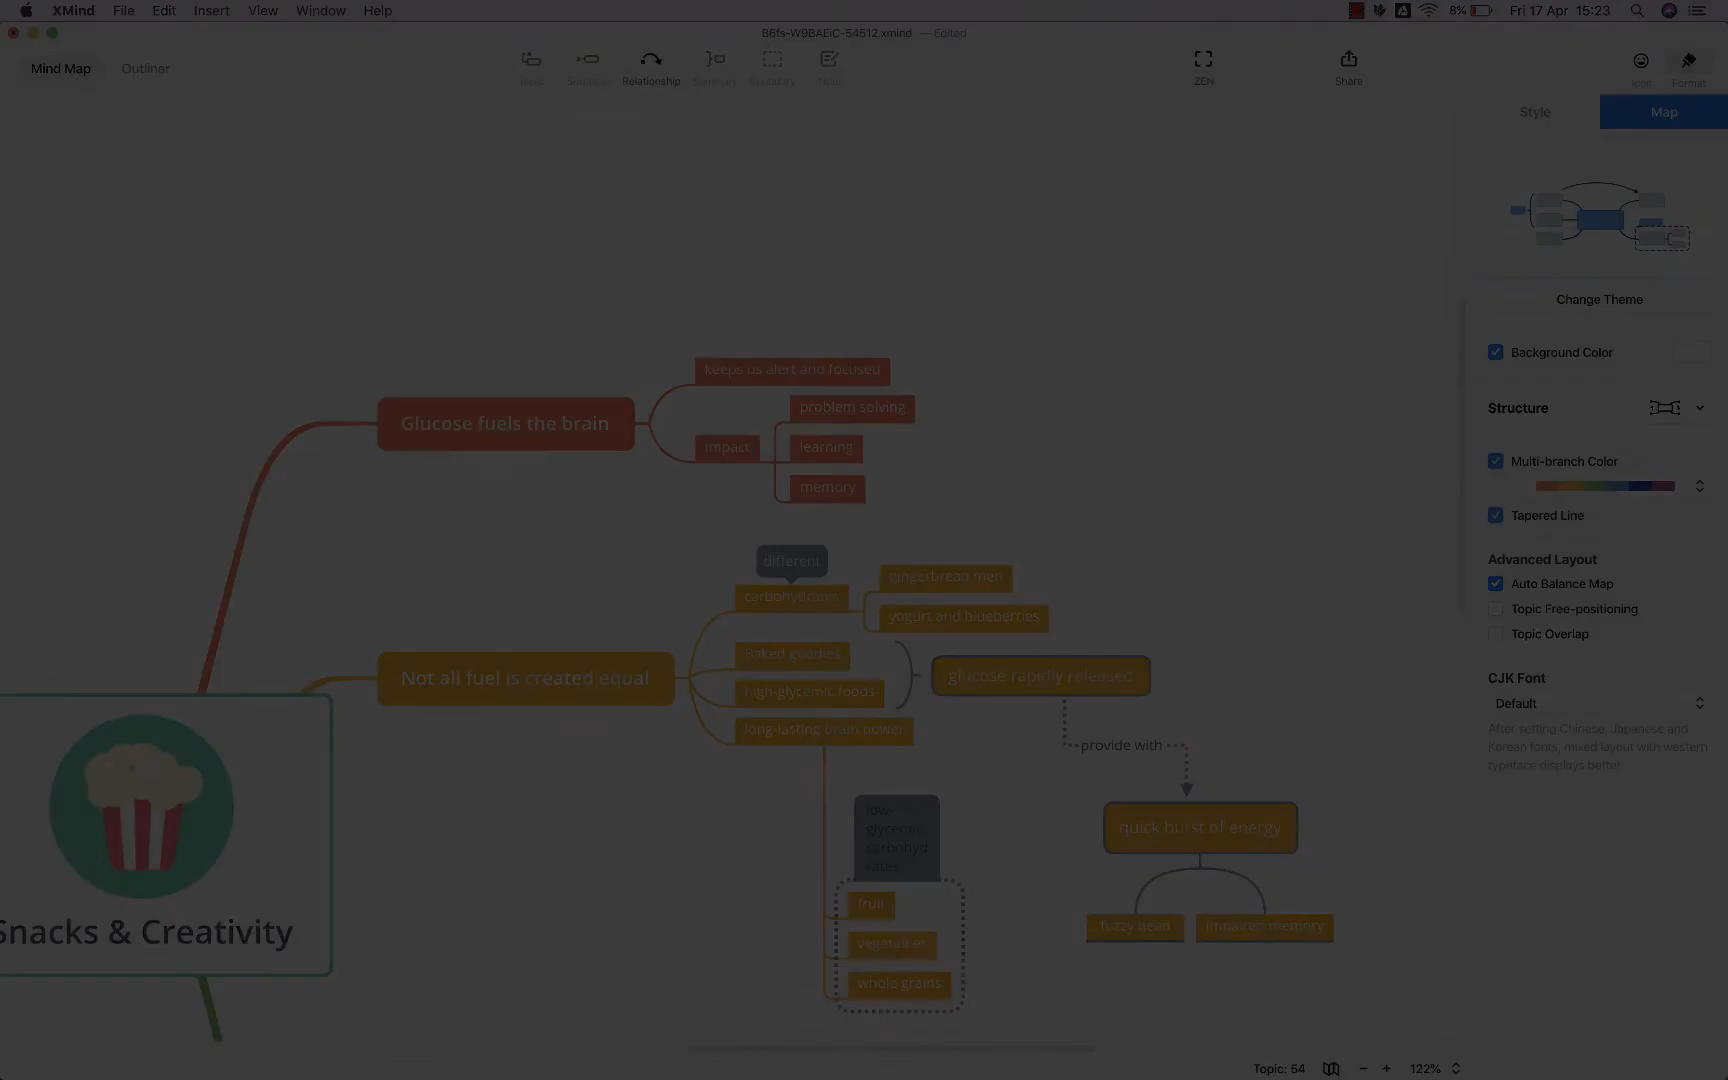 XMind File Edit Insert View Window Help
8% Fri 17 Apr 15:23
B6fs-W9BAEiC-54512.xmind — Edited
Mind Map Outliner
Relationship Summary Boundary
ZEN
Share
Icon Format
Style Map
Change Theme
Background Color
Structure
Multi-branch Color
Tapered Line
Advanced Layout
Auto Balance Map
Topic Free-positioning
Topic Overlap
CJK Font
Default
After setting Chinese, Japanese and
Korean fonts, mixed layout with western
typeface displays better
Glucose fuels the brain
keeps us alert and focused
impact
problem solving
learning
memory
Not all fuel is created equal
different
carbohydrates
gingerbread men
yogurt and blueberries
Baked goodies
high-glycemic foods
glucose rapidly released
long-lasting brain power
provide with
low-
glycemic
carbohyd
rates
fruit
vegetables
whole grains
quick burst of energy
fuzzy head
impaired memory
Snacks & Creativity
Topic: 54
122%